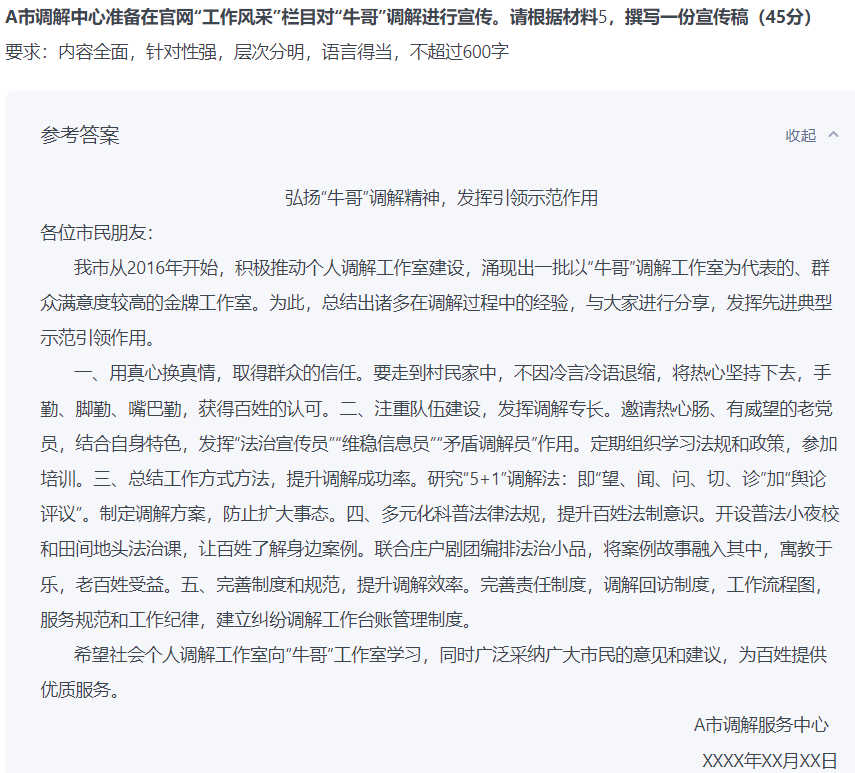 A市调解中心准备在官网“工作风采”栏目对“牛哥”调解进行宣传。请根据材料5，撰写一份宣传稿（45分）
要求：内容全面，针对性强，层次分明，语言得当，不超过600字
参考答案
收起
弘扬“牛哥”调解精神，发挥引领示范作用
各位市民朋友：
我市从2016年开始，积极推动个人调解工作室建设，涌现出一批以“牛哥”调解工作室为代表的、群
众满意度较高的金牌工作室。为此，总结出诸多在调解过程中的经验，与大家进行分享，发挥先进典型
示范引领作用。
一、用真心换真情，取得群众的信任。要走到村民家中，不因冷言冷语退缩，将热心坚持下去，手
勤、脚勤、嘴巴勤，获得百姓的认可。二、注重队伍建设，发挥调解专长。邀请热心肠、有威望的老党
员，结合自身特色，发挥“法治宣传员”“维稳信息员”“矛盾调解员”作用。定期组织学习法规和政策，参加
培训。三、总结工作方式方法，提升调解成功率。研究“5+1”调解法：即“望、闻、问、切、诊”加“舆论
评议”。制定调解方案，防止扩大事态。四、多元化科普法律法规，提升百姓法制意识。开设普法小夜校
和田间地头法治课，让百姓了解身边案例。联合庄户剧团编排法治小品，将案例故事融入其中，寓教于
乐，老百姓受益。五、完善制度和规范，提升调解效率。完善责任制度，调解回访制度，工作流程图，
服务规范和工作纪律，建立纠纷调解工作台账管理制度。
希望社会个人调解工作室向“牛哥”工作室学习，同时广泛采纳广大市民的意见和建议，为百姓提供
优质服务。
A市调解服务中心
XXXX年XX月XX日